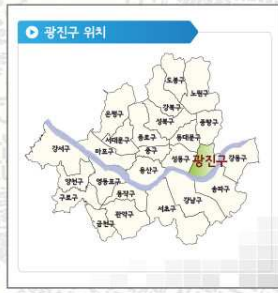 광진구 위치
도봉구
노원구
강북구
은평구
성북구
중랑구
서대문구
종로구
동대문구
강서구
마포구
중구
성동구
광진구
강동구
용산구
양천구
영등포구
구로구
동작구
송파구
강남구
서초구
관악구
금천구